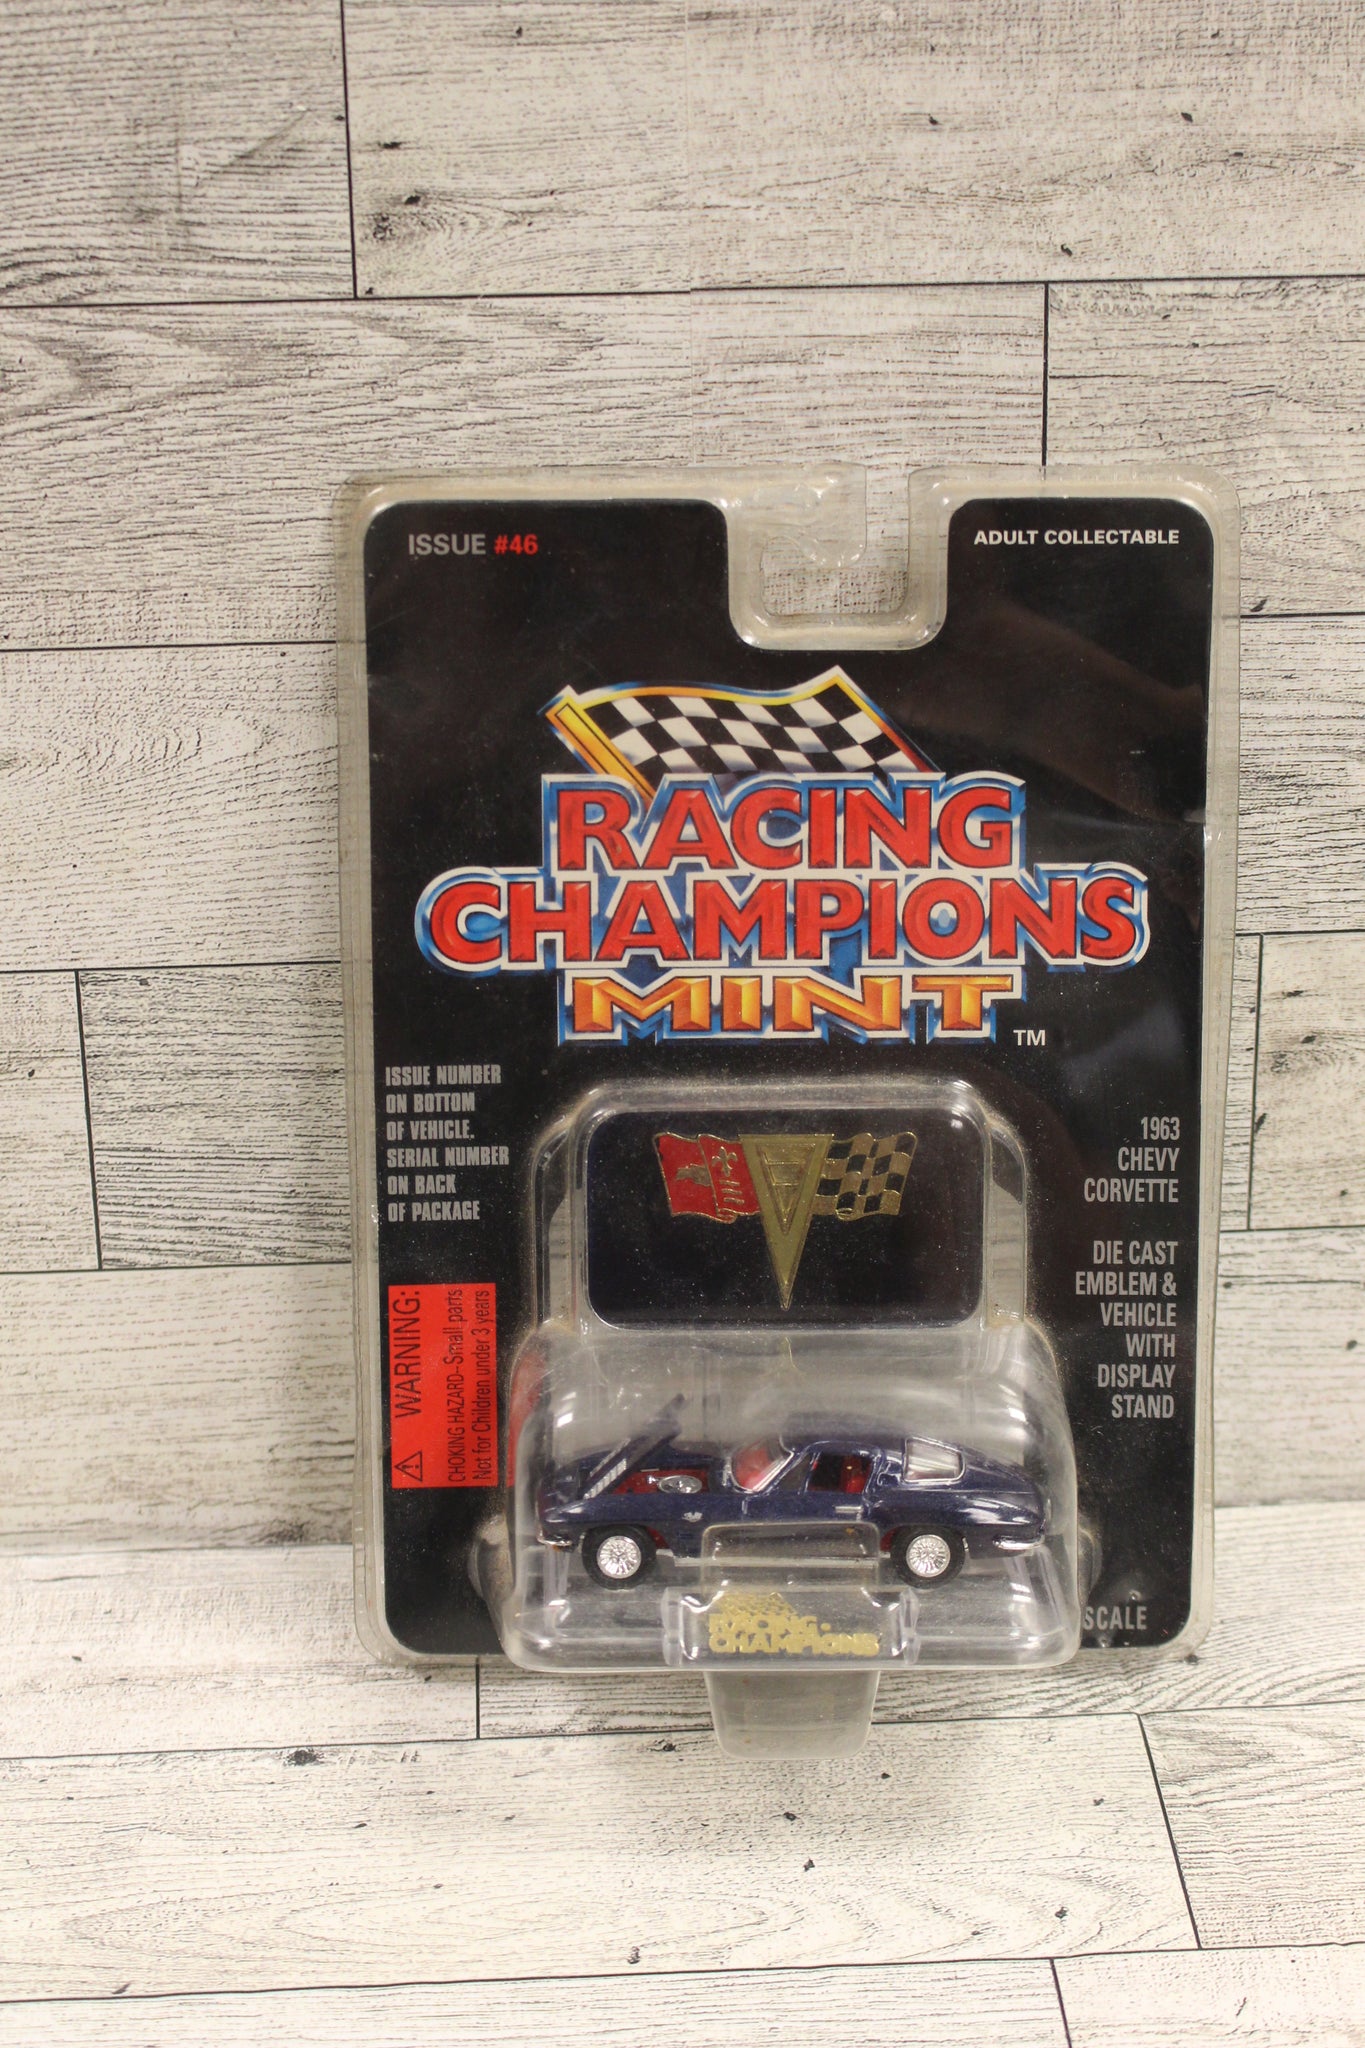 ISSUE #46
ADULT COLLECTABLE
RACING
CHAMPIONS
MINT
TM
ISSUE NUMBER
ON BOTTOM
OF VEHICLE.
SERIAL NUMBER
ON BACK
OF PACKAGE
1963
CHEVY
CORVETTE
DIE CAST
EMBLEM &
VEHICLE
WITH
DISPLAY
STAND
⚠ WARNING:
CHOKING HAZARD-Small parts
Not for Children under 3 years
RACING
CHAMPIONS
SCALE